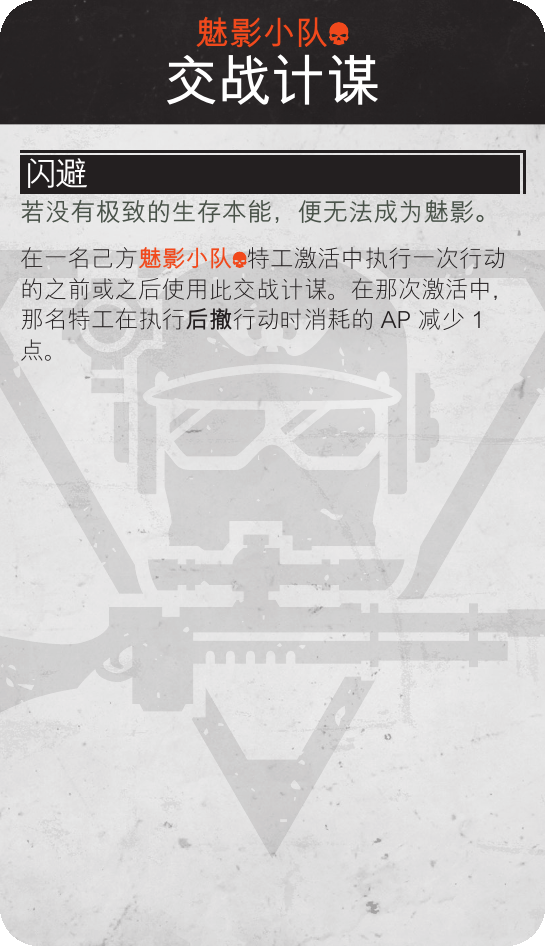 魅影小队
交战计谋
闪避
若没有极致的生存本能，便无法成为魅影。
在一名己方魅影小队特工激活中执行一次行动
的之前或之后使用此交战计谋。在那次激活中，
那名特工在执行后撤行动时消耗的 AP 减少 1
点。